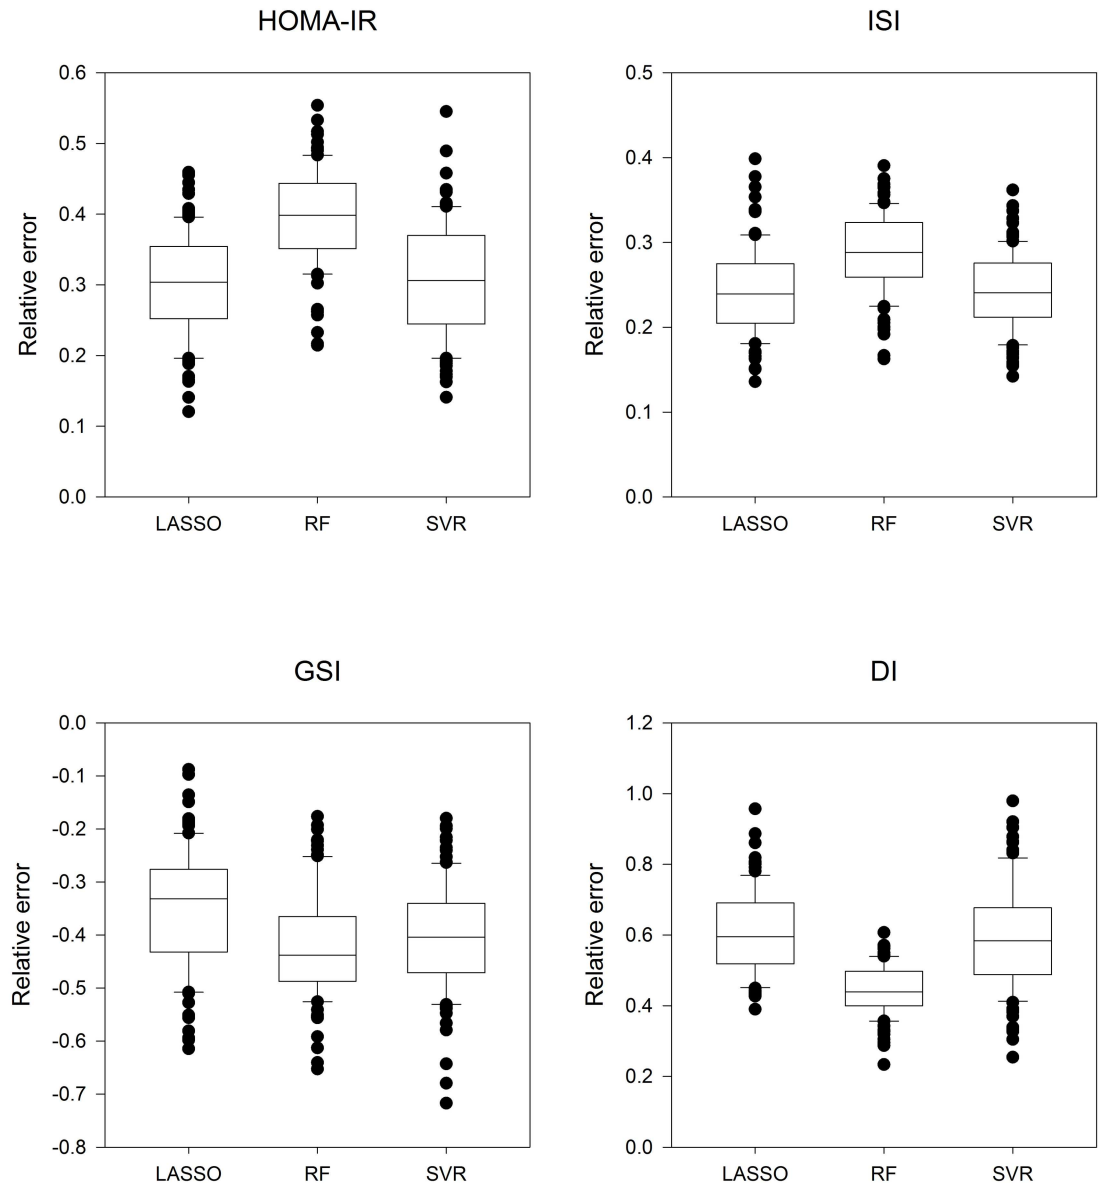 HOMA-IR
Relative error
0.6
0.5
0.4
0.3
0.2
0.1
0.0
LASSO RF SVR
ISI
Relative error
0.5
0.4
0.3
0.2
0.1
0.0
LASSO RF SVR
GSI
Relative error
0.0
-0.1
-0.2
-0.3
-0.4
-0.5
-0.6
-0.7
-0.8
LASSO RF SVR
DI
Relative error
1.2
1.0
0.8
0.6
0.4
0.2
0.0
LASSO RF SVR